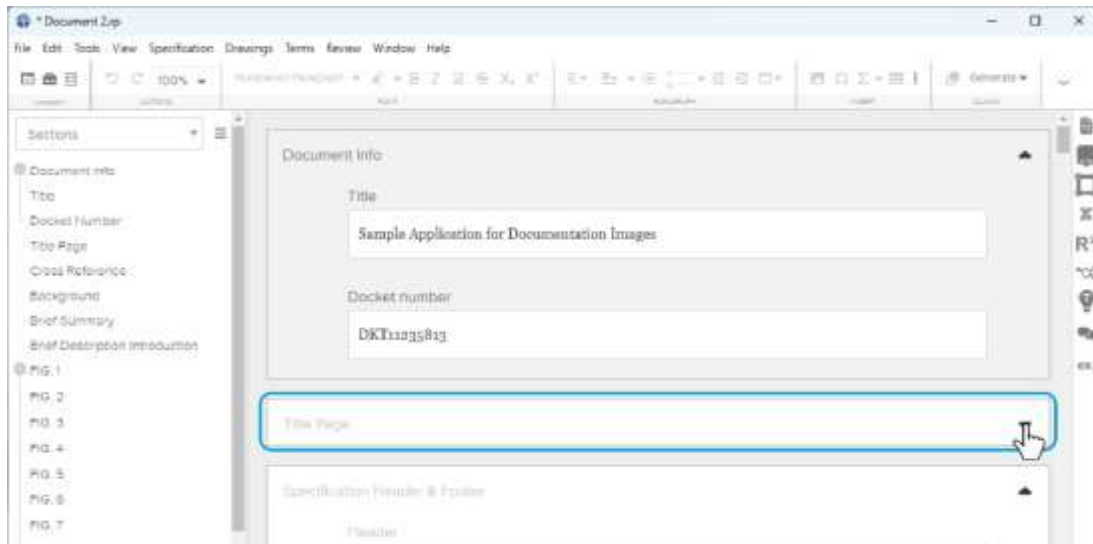 * Document 2.rp
File Edit Tools View Specification Drawings Terms Review Window Help
100%
Generate
Sections
Document Info
Title
Docket Number
Title Page
Cross Reference
Background
Brief Summary
Brief Description Introduction
FIG. 1
FIG. 2
FIG. 3
FIG. 4
FIG. 5
FIG. 6
FIG. 7
Document Info
Title
Sample Application for Documentation Images
Docket number
DKT11235813
Title Page
Specification Header & Footer
Header